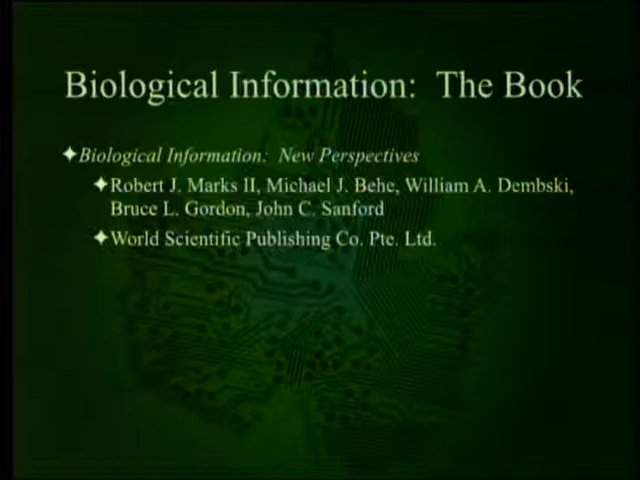 Biological Information: The Book
Biological Information: New Perspectives
Robert J. Marks II, Michael J. Behe, William A. Dembski,
Bruce L. Gordon, John C. Sanford
World Scientific Publishing Co. Pte. Ltd.